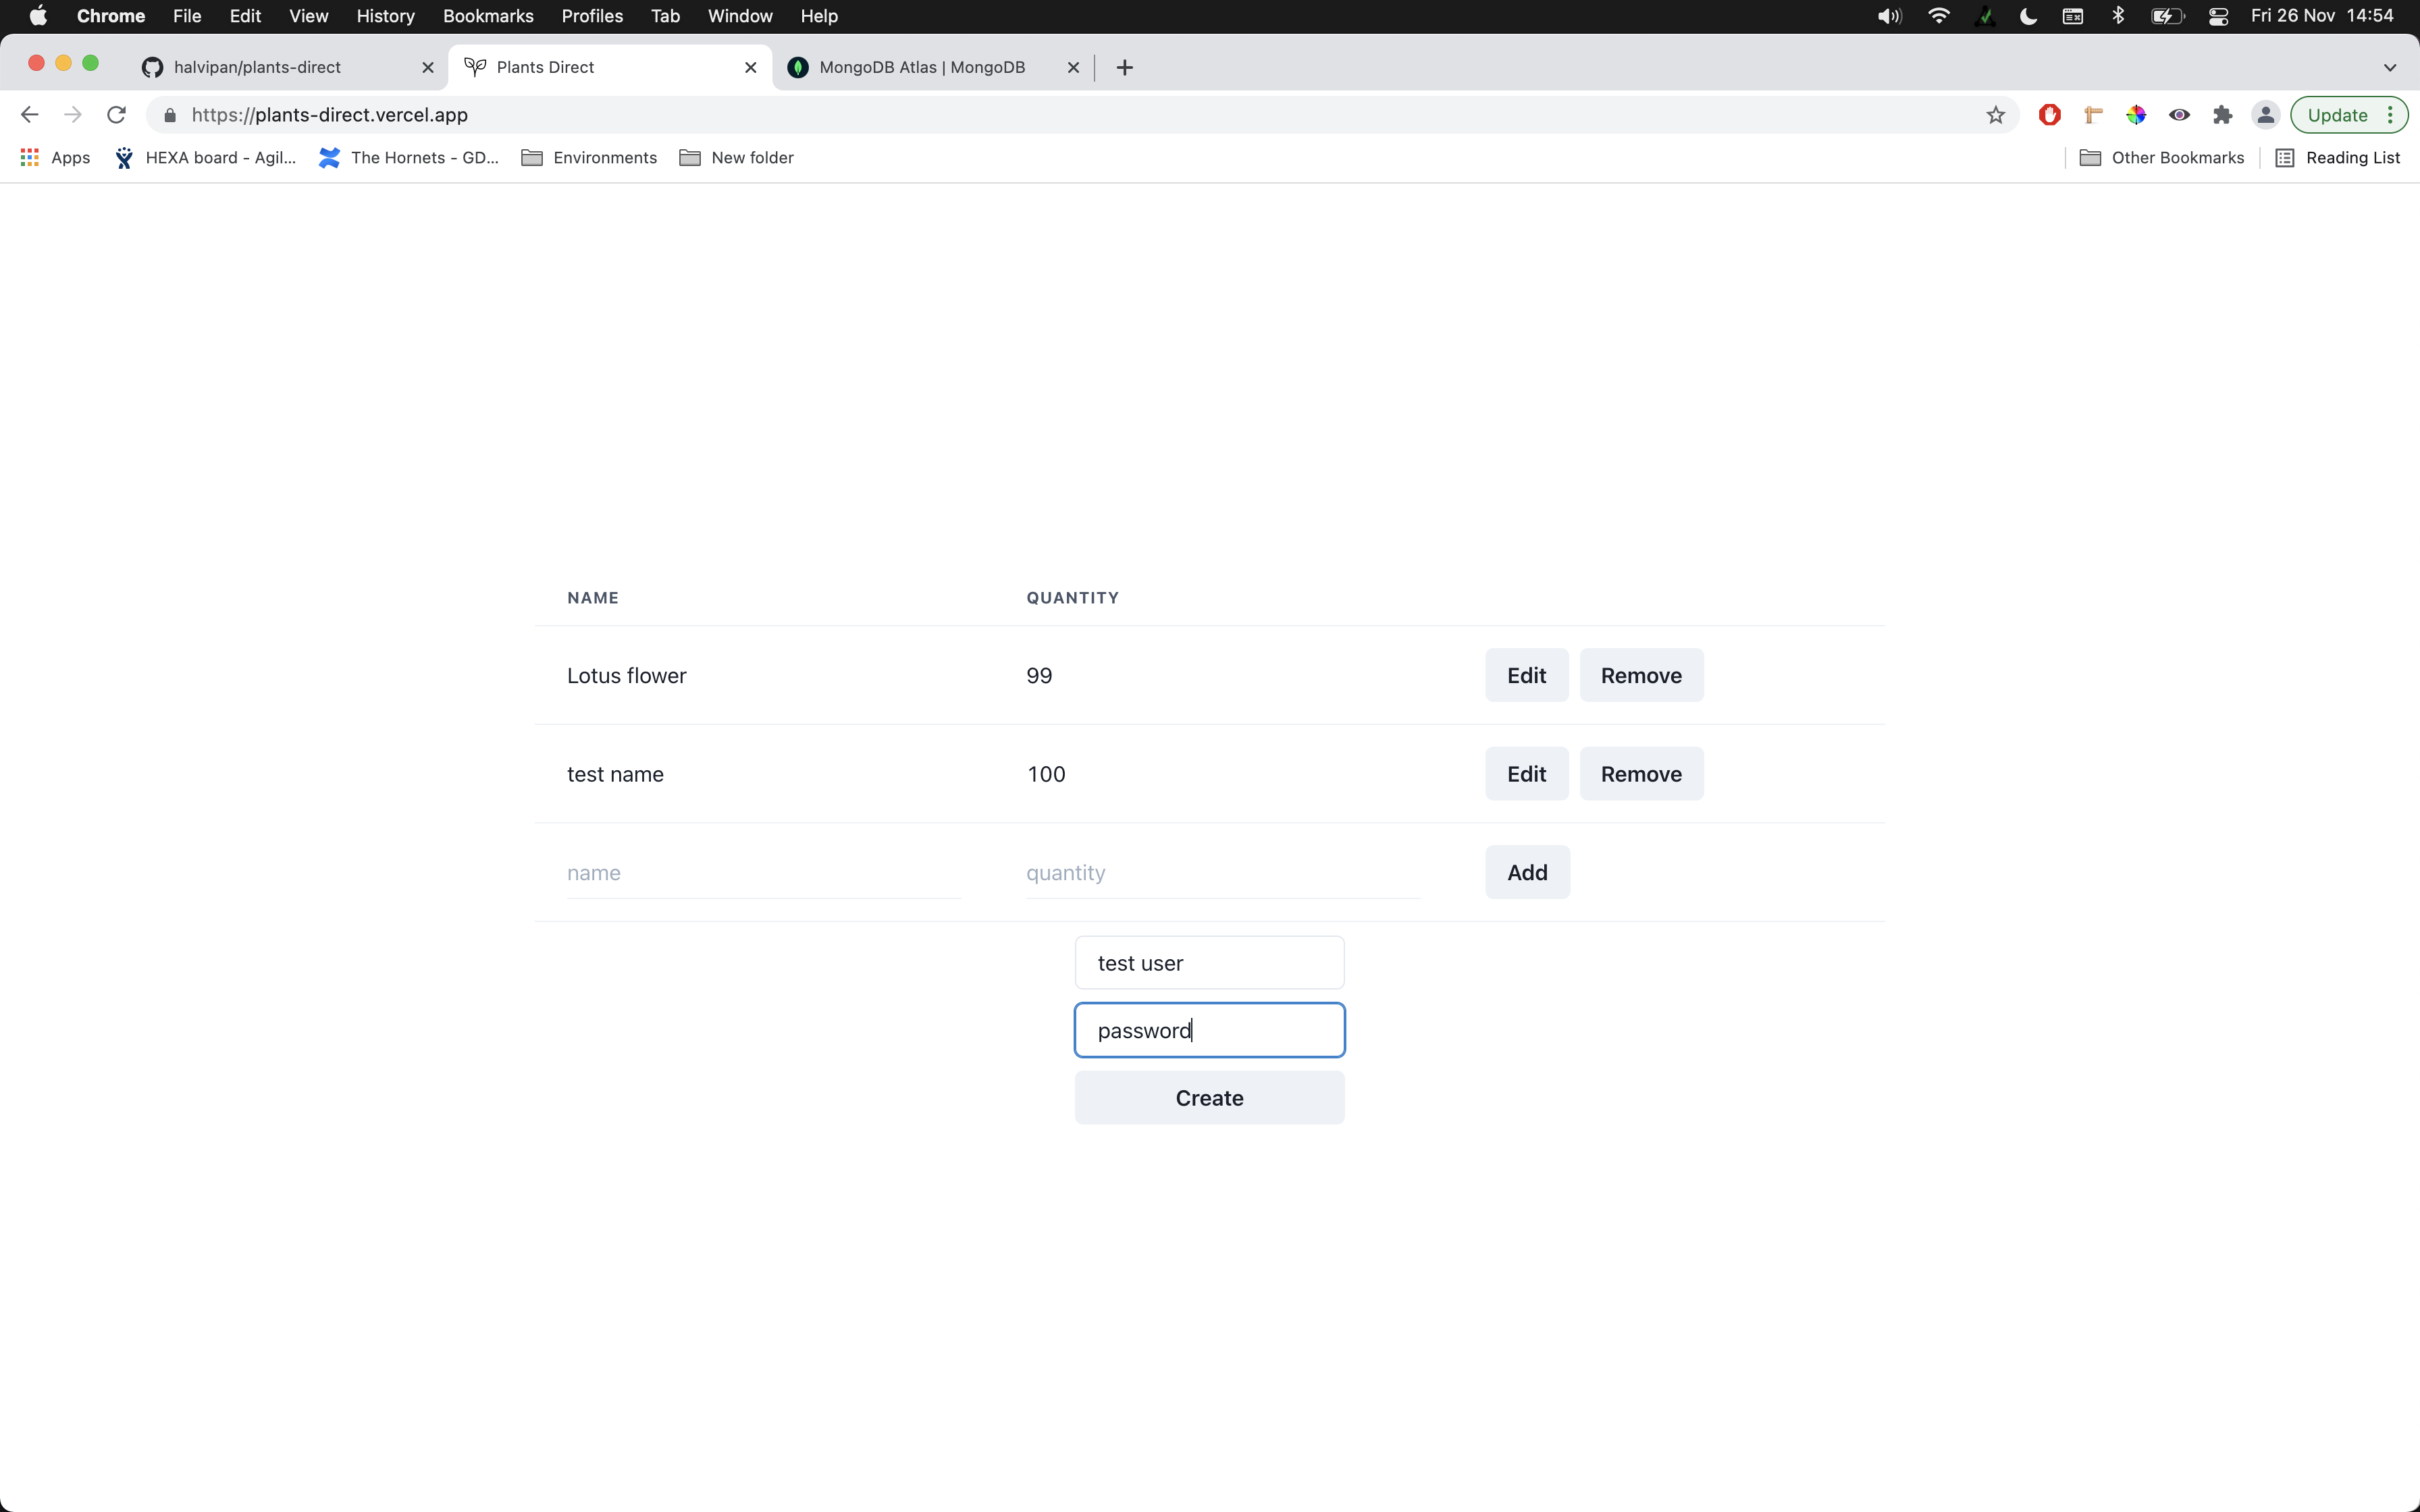 Chrome File Edit View History Bookmarks Profiles Tab Window Help Fri 26 Nov 14:54
halvipan/plants-direct Plants Direct MongoDB Atlas | MongoDB
https://plants-direct.vercel.app Update
Apps HEXA board - Agil... The Hornets - GD... Environments New folder Other Bookmarks Reading List
NAME QUANTITY
Lotus flower 99 Edit Remove
test name 100 Edit Remove
name quantity Add
test user
password
Create